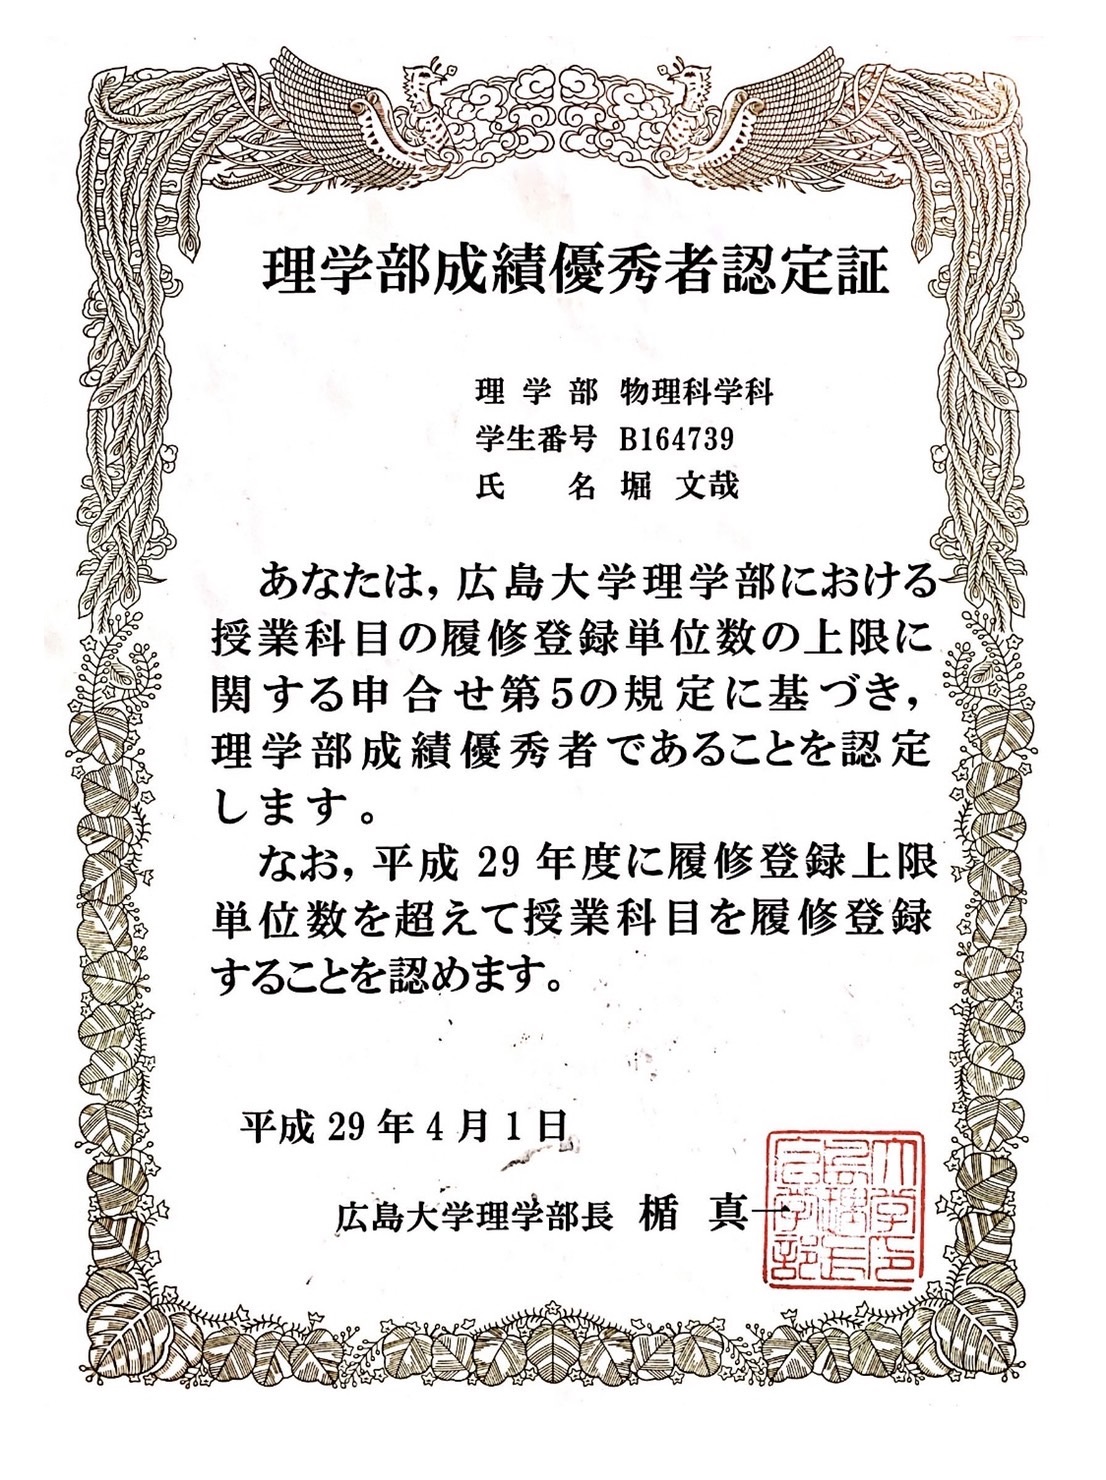 理学部成績優秀者認定証
理学部 物理科学科
学生番号 B164739
氏名 堀 文哉
あなたは，広島大学理学部における
授業科目の履修登録単位数の上限に
関する申合せ第5の規定に基づき，
理学部成績優秀者であることを認定
します。
なお，平成 29 年度に履修登録上限
単位数を超えて授業科目を履修登録
することを認めます。
平成 29 年 4 月 1 日
広島大学理学部長 楯 真一